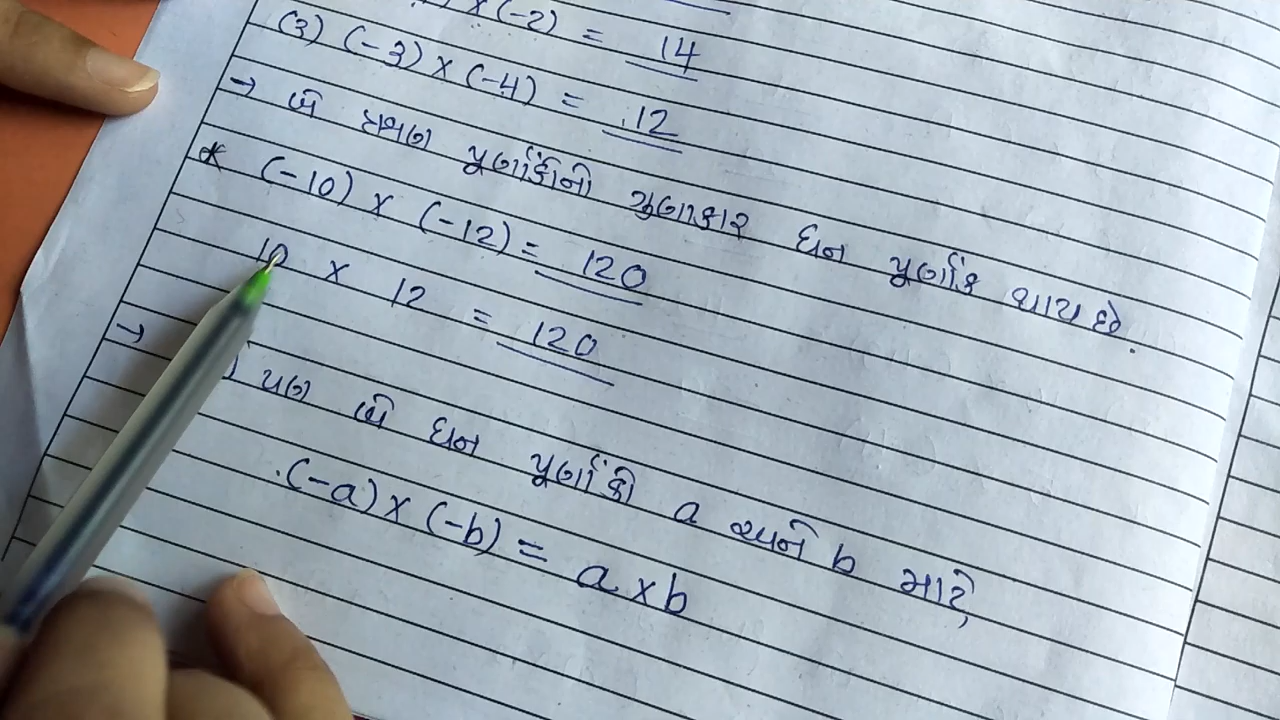 × (-2) = 14
(3) (-3) × (-4) = 12
→ બે ઋણ પૂર્ણાંકોનો ગુણાકાર ધન પૂર્ણાંક થાય છે.
* (-10) × (-12) = 120
10 × 12 = 120
→ પણ બે ધન પૂર્ણાંકો a અને b માટે,
(-a) × (-b) = a × b